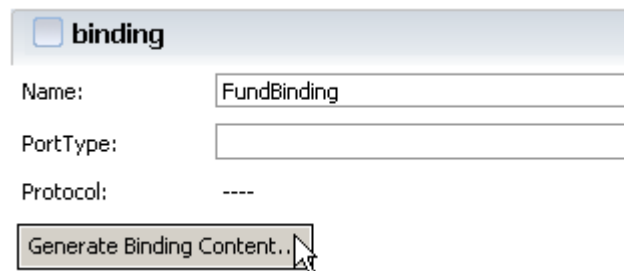 binding
Name: FundBinding
PortType:
Protocol: ----
Generate Binding Content...